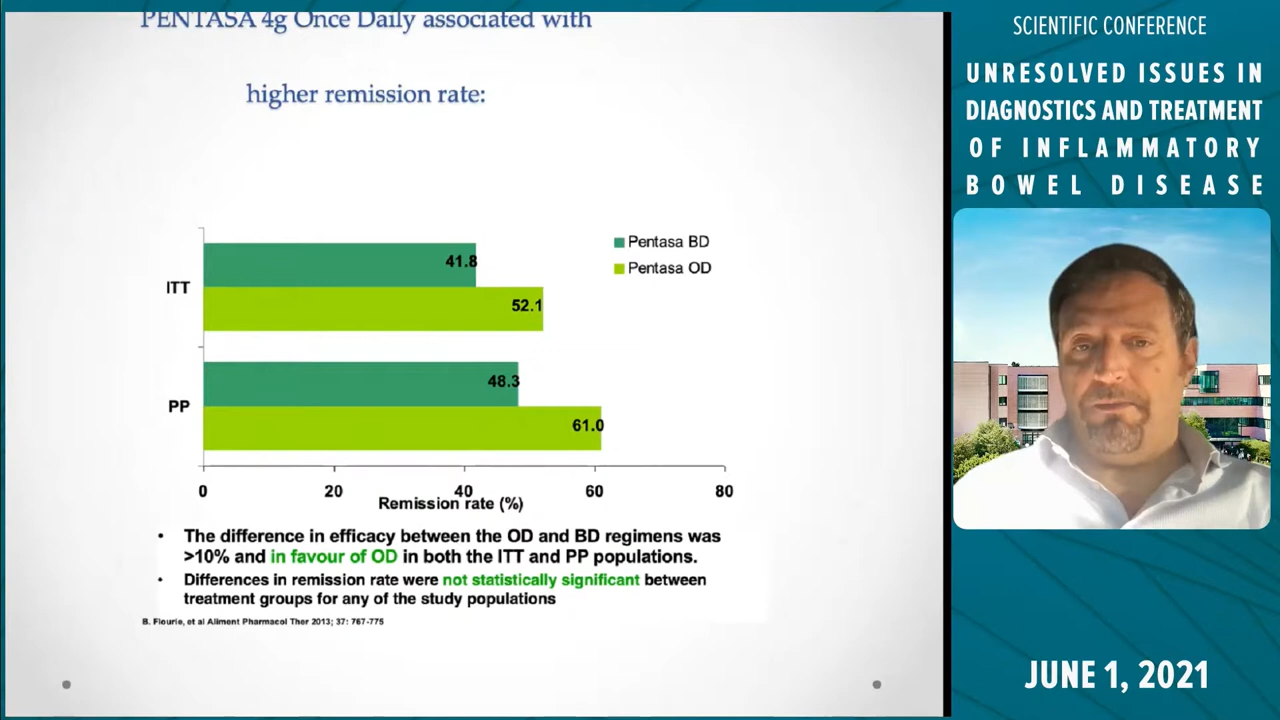 PENTASA 4g Once Daily associated with
higher remission rate:
Pentasa BD
Pentasa OD
41.8
ITT
52.1
48.3
PP
61.0
0 20 40 60 80
Remission rate (%)
• The difference in efficacy between the OD and BD regimens was
>10% and in favour of OD in both the ITT and PP populations.
• Differences in remission rate were not statistically significant between
treatment groups for any of the study populations
B. Flourie, et al Aliment Pharmacol Ther 2013; 37: 767-775
SCIENTIFIC CONFERENCE
UNRESOLVED ISSUES IN
DIAGNOSTICS AND TREATMENT
OF INFLAMMATORY
BOWEL DISEASE
JUNE 1, 2021